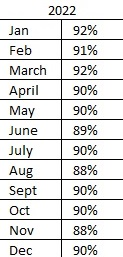 2022
Jan 92%
Feb 91%
March 92%
April 90%
May 90%
June 89%
July 90%
Aug 88%
Sept 90%
Oct 90%
Nov 88%
Dec 90%